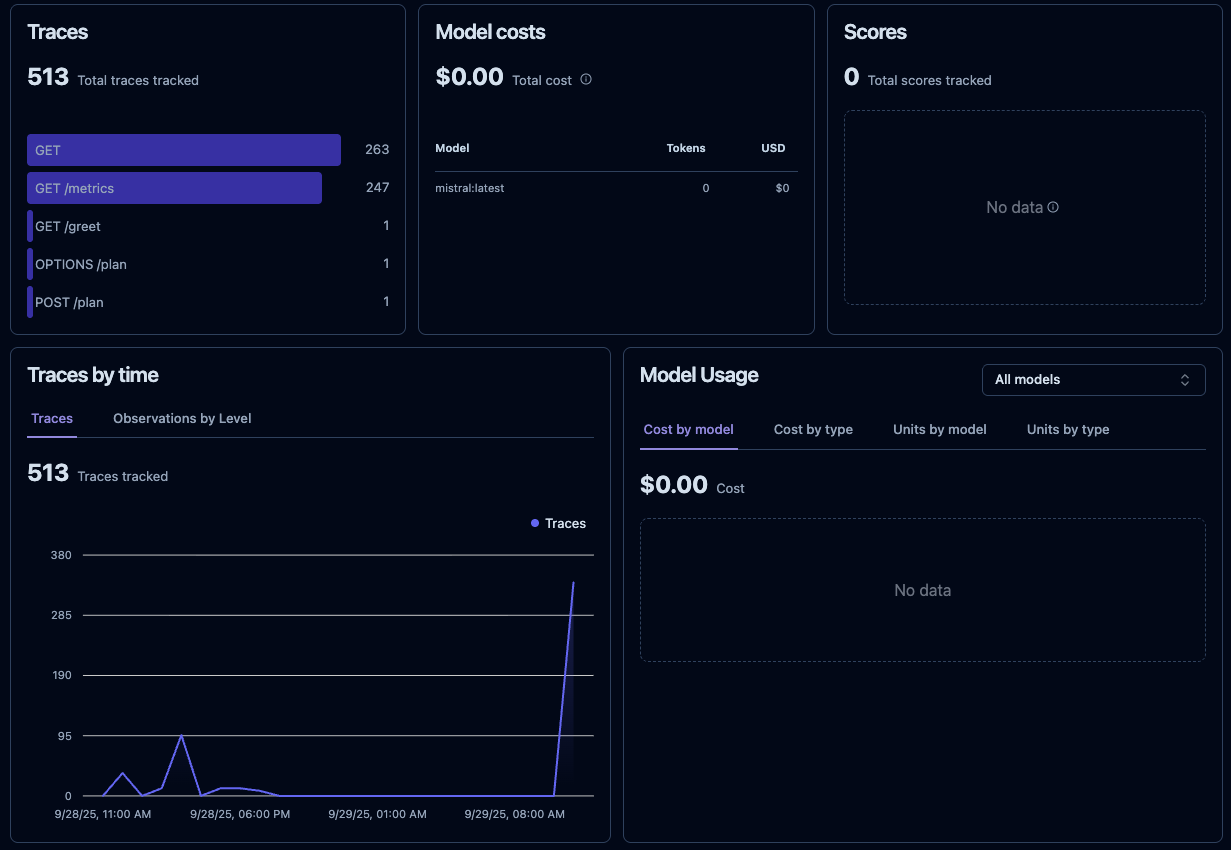 Traces
513 Total traces tracked
GET 263
GET /metrics 247
GET /greet 1
OPTIONS /plan 1
POST /plan 1
Model costs
$0.00 Total cost
Model Tokens USD
mistral:latest 0 $0
Scores
0 Total scores tracked
No data
Traces by time
Traces Observations by Level
513 Traces tracked
Traces
380
285
190
95
0
9/28/25, 11:00 AM 9/28/25, 06:00 PM 9/29/25, 01:00 AM 9/29/25, 08:00 AM
Model Usage
All models
Cost by model Cost by type Units by model Units by type
$0.00 Cost
No data